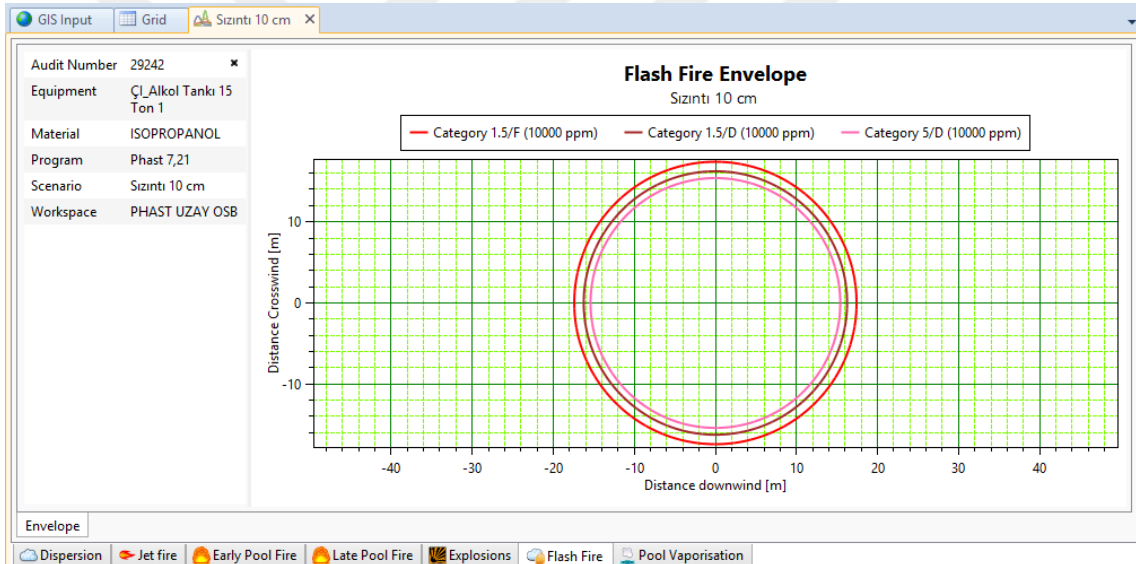 GIS Input Grid Sızıntı 10 cm
Audit Number 29242
Equipment Çİ_Alkol Tankı 15
Ton 1
Material ISOPROPANOL
Program Phast 7,21
Scenario Sızıntı 10 cm
Workspace PHAST UZAY OSB
Flash Fire Envelope
Sızıntı 10 cm
Category 1.5/F (10000 ppm) Category 1.5/D (10000 ppm) Category 5/D (10000 ppm)
Distance Crosswind [m]
10
0
-10
-40 -30 -20 -10 0 10 20 30 40
Distance downwind [m]
Envelope
Dispersion Jet fire Early Pool Fire Late Pool Fire Explosions Flash Fire Pool Vaporisation